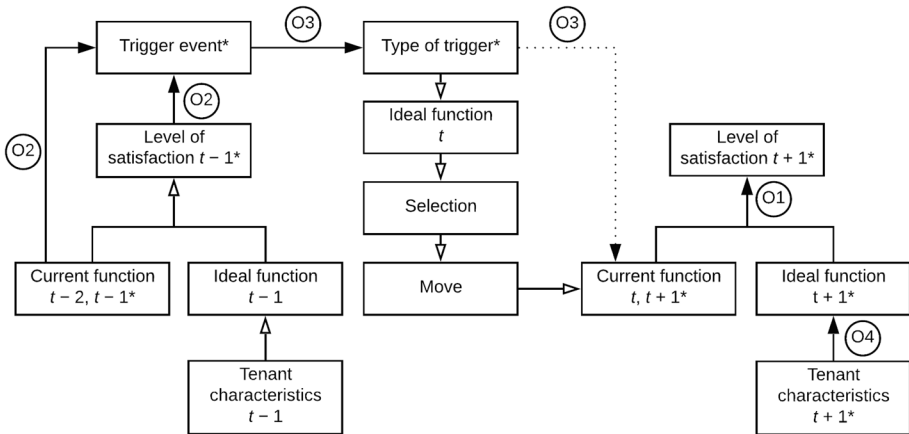 Trigger event*
O3
Type of trigger*
O3
O2
O2
Level of
satisfaction t − 1*
Ideal function
t
Level of
satisfaction t + 1*
Selection
O1
Current function
t − 2, t − 1*
Ideal function
t − 1
Move
Current function
t, t + 1*
Ideal function
t + 1*
O4
Tenant
characteristics
t − 1
Tenant
characteristics
t + 1*